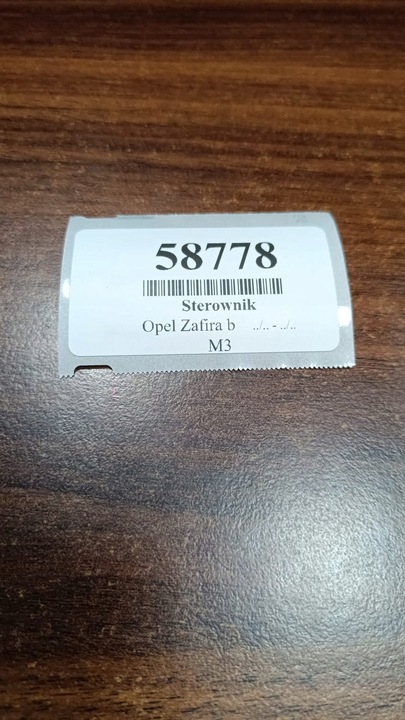 58778
Sterownik
Opel Zafira b ../.. - ../..
M3